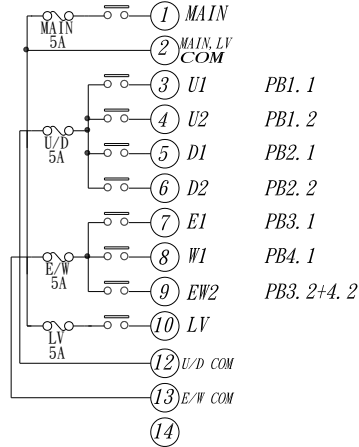 1 MAIN
MAIN
5A
2 MAIN, LV
COM
3 U1 PB1. 1
4 U2 PB1. 2
U/D
5A
5 D1 PB2. 1
6 D2 PB2. 2
7 E1 PB3. 1
8 W1 PB4. 1
E/W
5A
9 EW2 PB3. 2+4. 2
10 LV
LV
5A
12 U/D COM
13 E/W COM
14